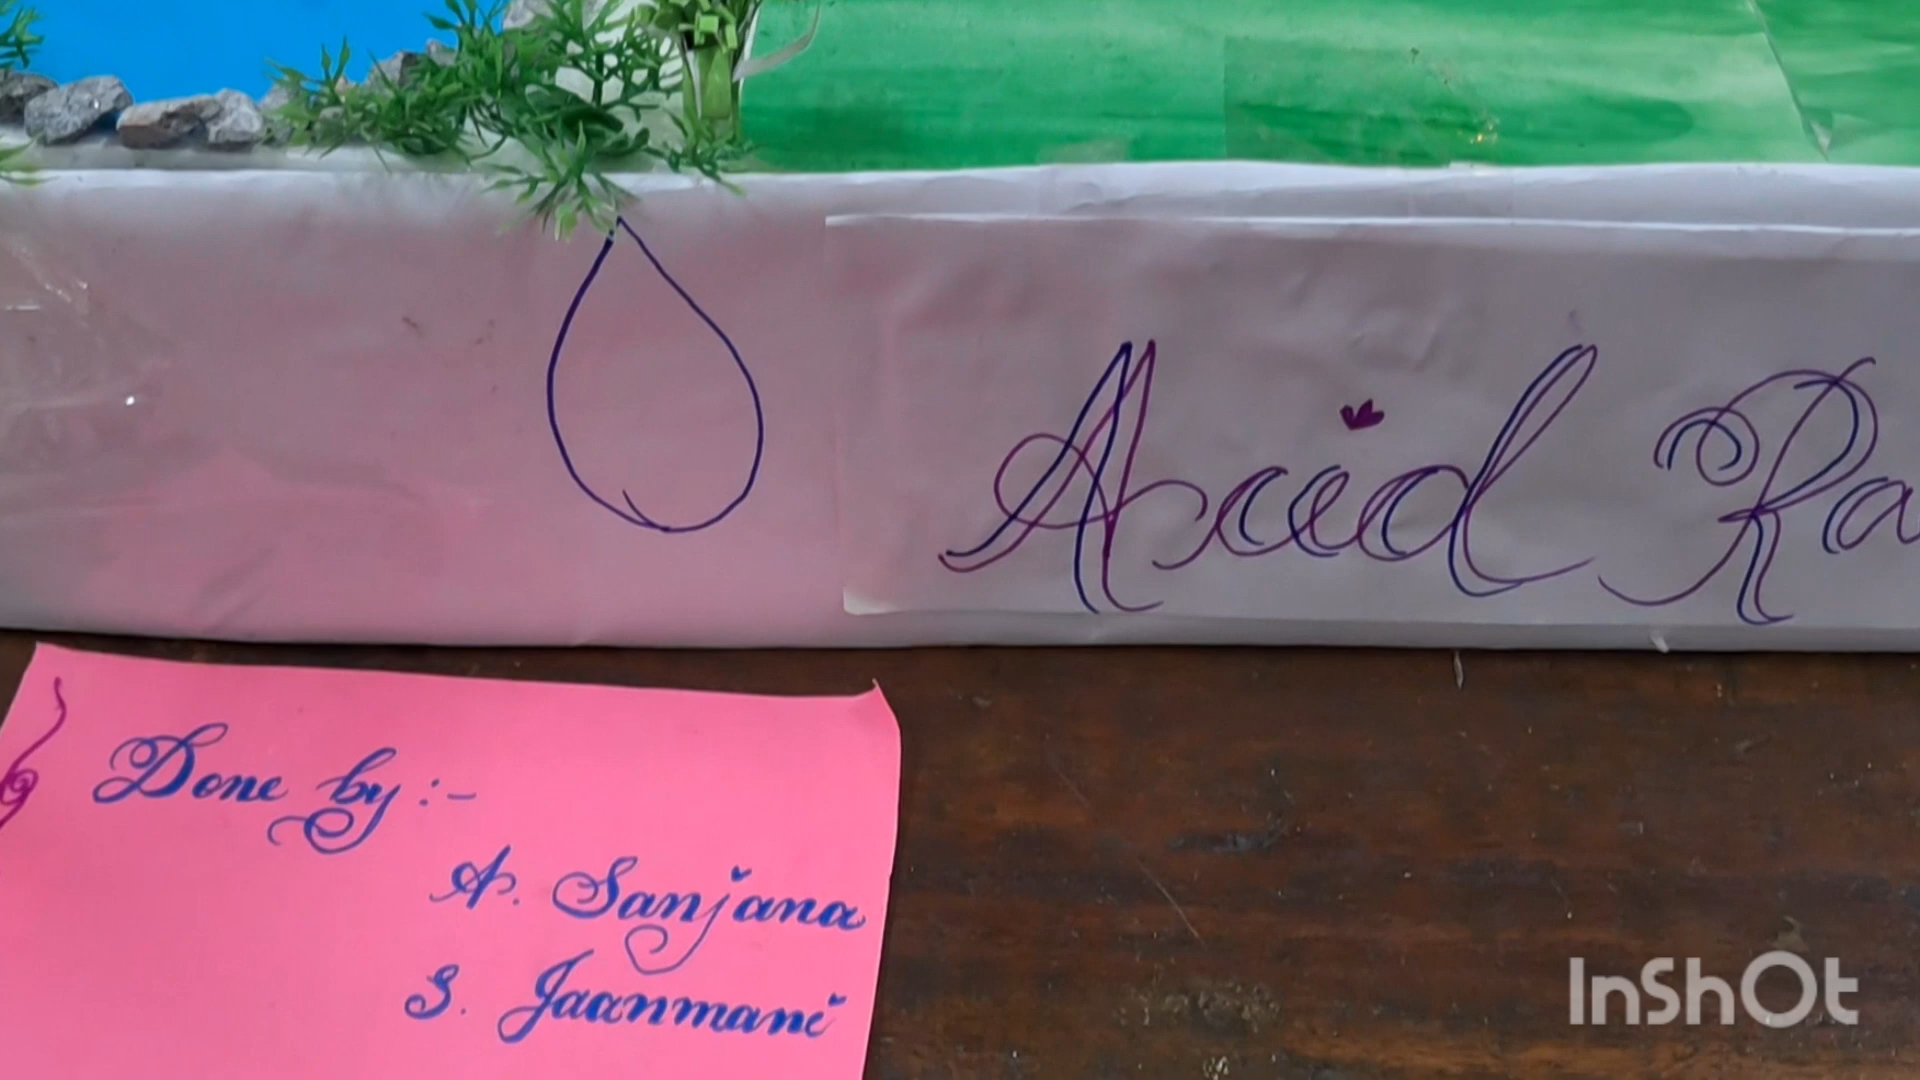 Acid Ra
Done by :-
A. Sanjana
S. Jaanmani
InShOt